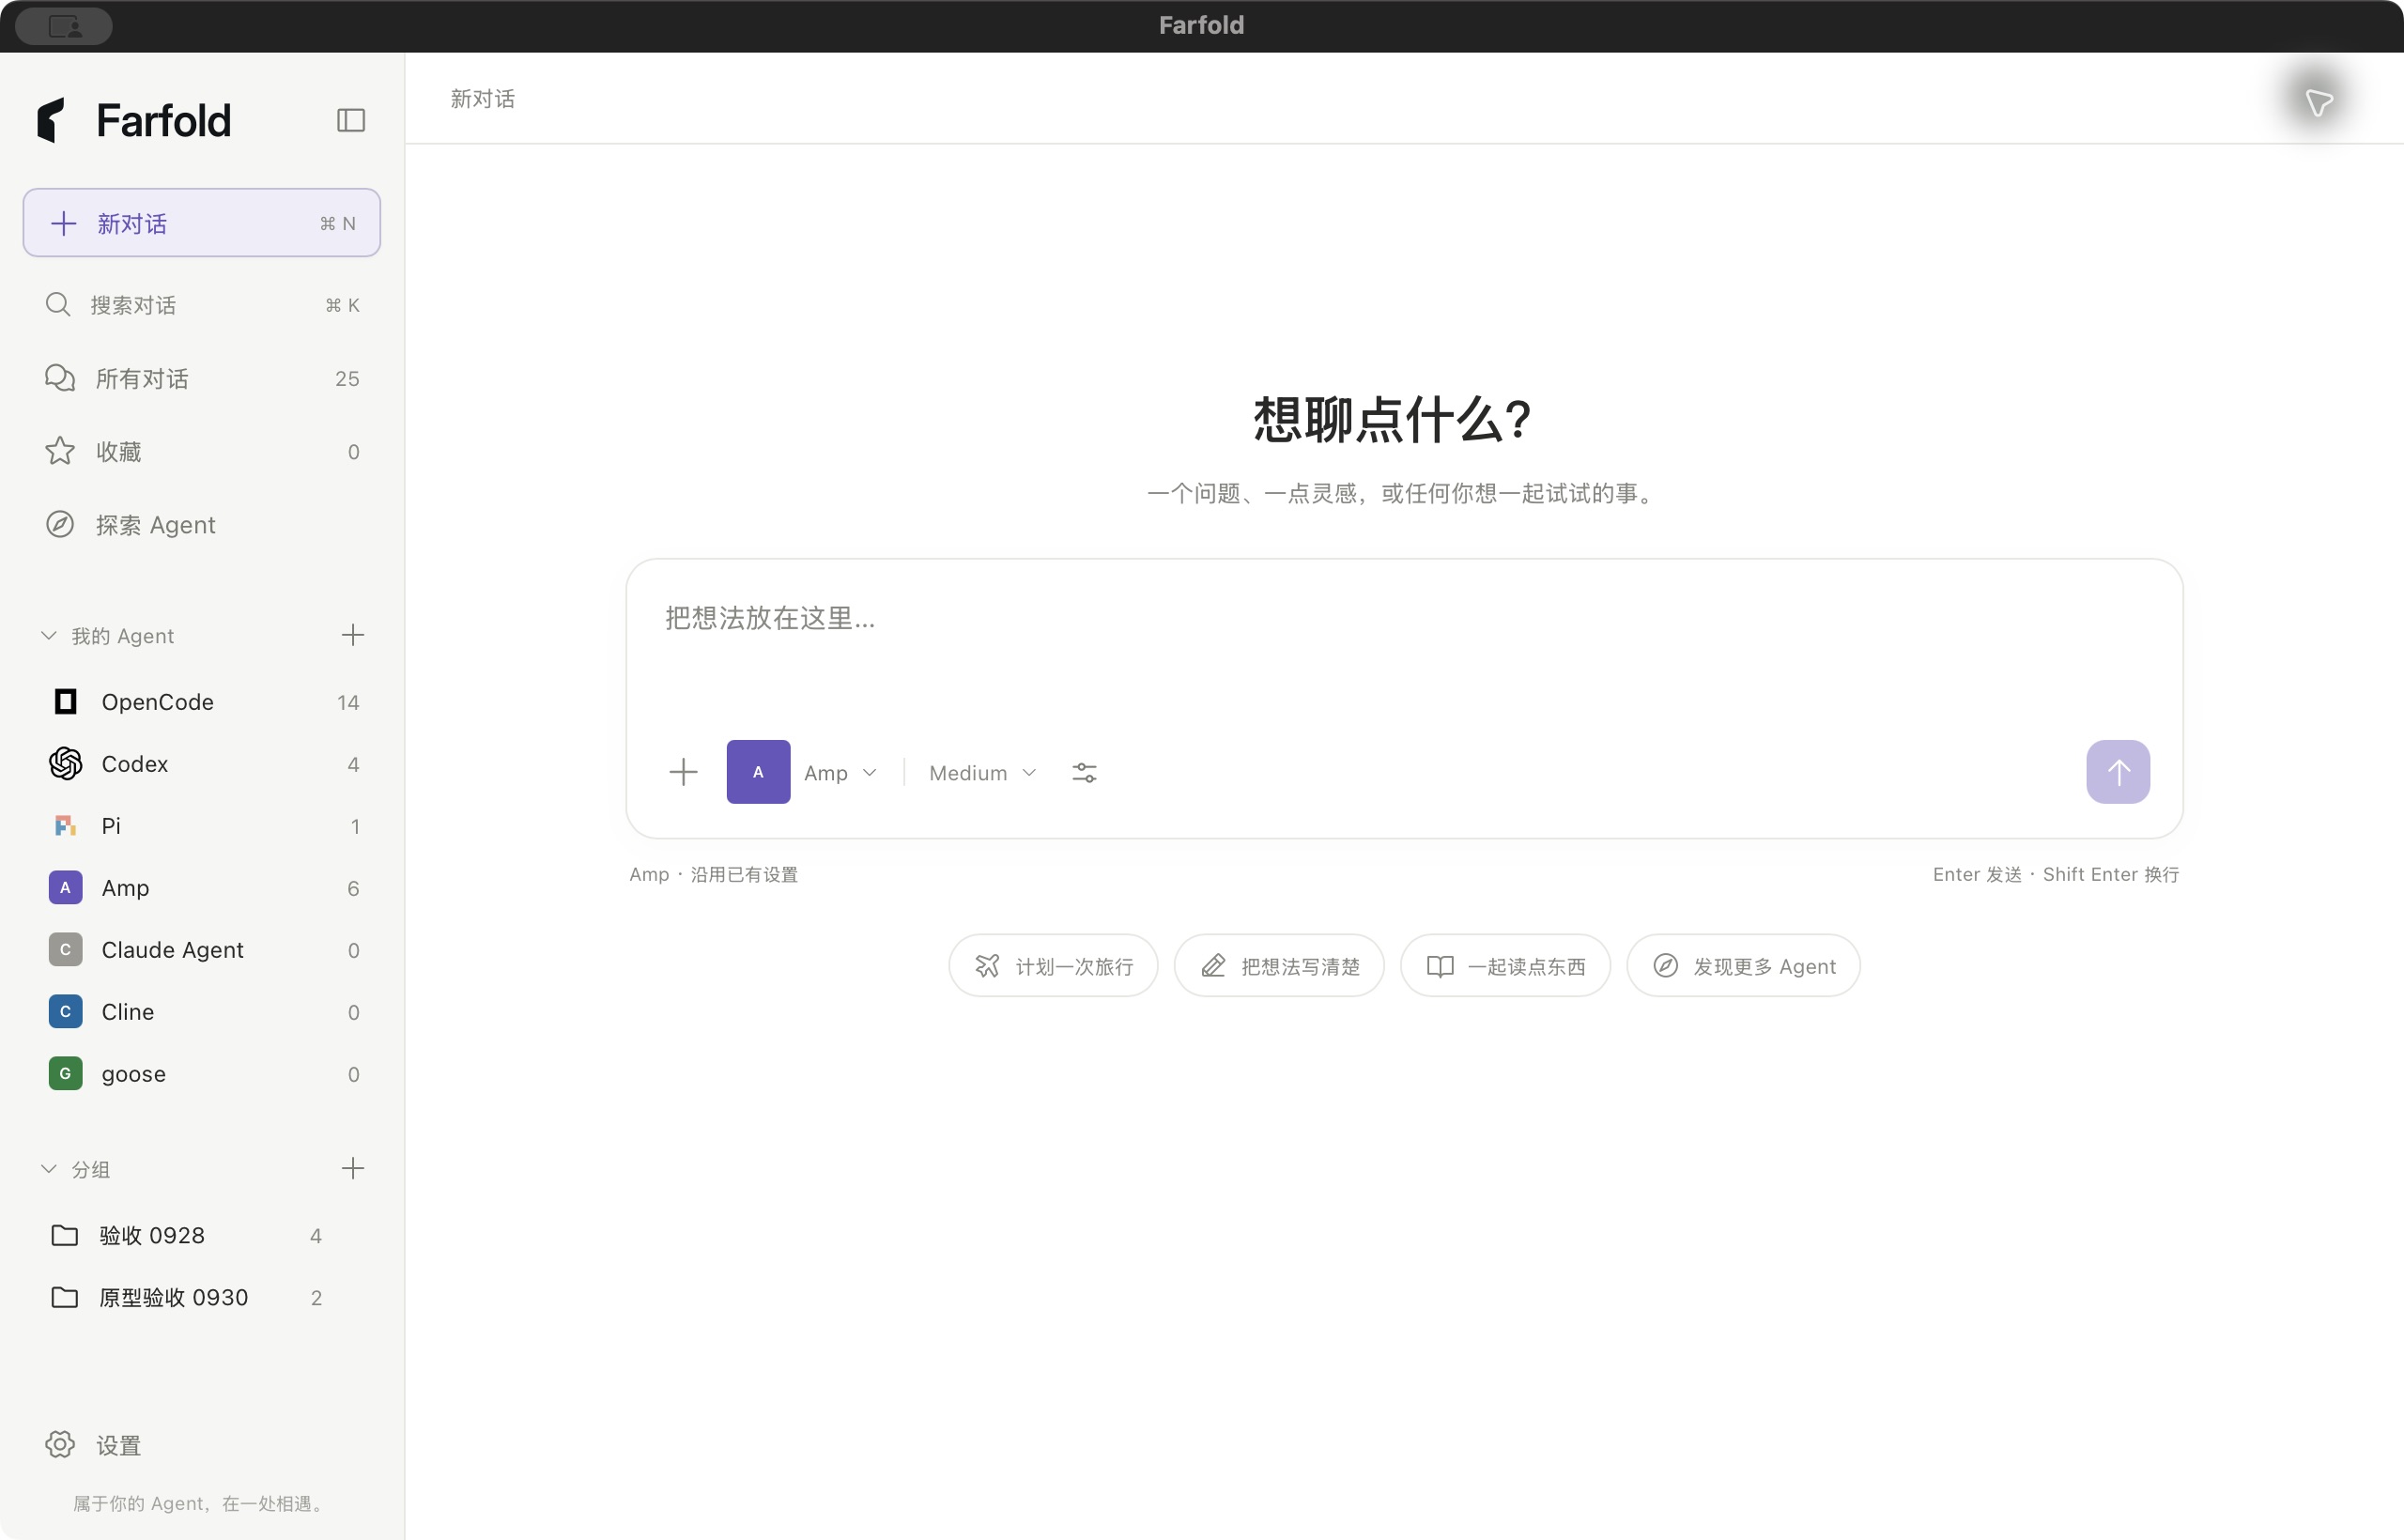 Farfold
Farfold
新对话 ⌘ N
搜索对话 ⌘ K
所有对话 25
收藏 0
探索 Agent
我的 Agent
OpenCode 14
Codex 4
Pi 1
A Amp 6
C Claude Agent 0
C Cline 0
G goose 0
分组
验收 0928 4
原型验收 0930 2
设置
属于你的 Agent，在一处相遇。
新对话
想聊点什么？
一个问题、一点灵感，或任何你想一起试试的事。
把想法放在这里...
A Amp Medium
Amp · 沿用已有设置
Enter 发送 · Shift Enter 换行
计划一次旅行
把想法写清楚
一起读点东西
发现更多 Agent